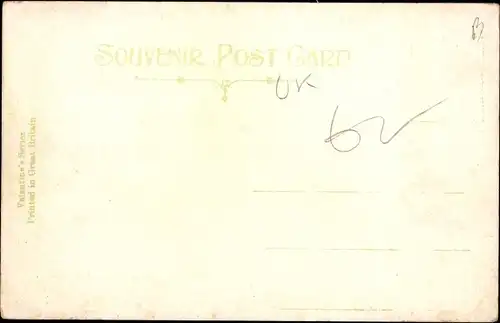 SOUVENIR POST CARD
UK
62
B
Valentine's Series
Printed in Great Britain